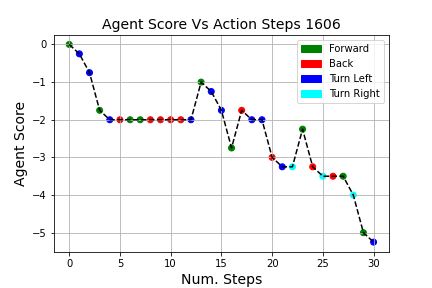 Agent Score Vs Action Steps 1606
Forward
Back
Turn Left
Turn Right
Agent Score
0
−1
−2
−3
−4
−5
0 5 10 15 20 25 30
Num. Steps